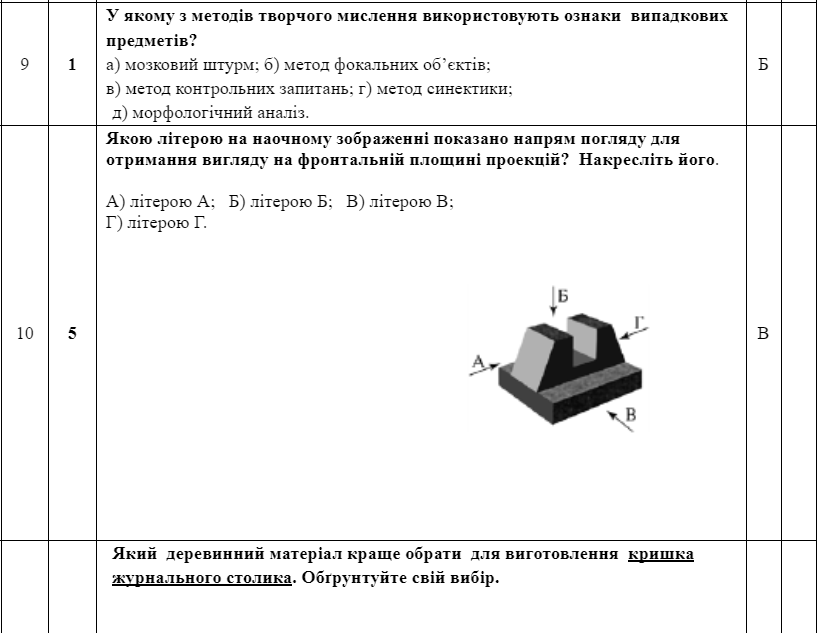 У якому з методів творчого мислення використовують ознаки випадкових
предметів?
9 1 а) мозковий штурм; б) метод фокальних об’єктів; Б
в) метод контрольних запитань; г) метод синектики;
д) морфологічний аналіз.
Якою літерою на наочному зображенні показано напрям погляду для
отримання вигляду на фронтальній площині проекцій? Накресліть його.
А) літерою А; Б) літерою Б; В) літерою В;
Г) літерою Г.
Б
Г
10 5 В
А
В
Який деревинний матеріал краще обрати для виготовлення кришка
журнального столика. Обґрунтуйте свій вибір.